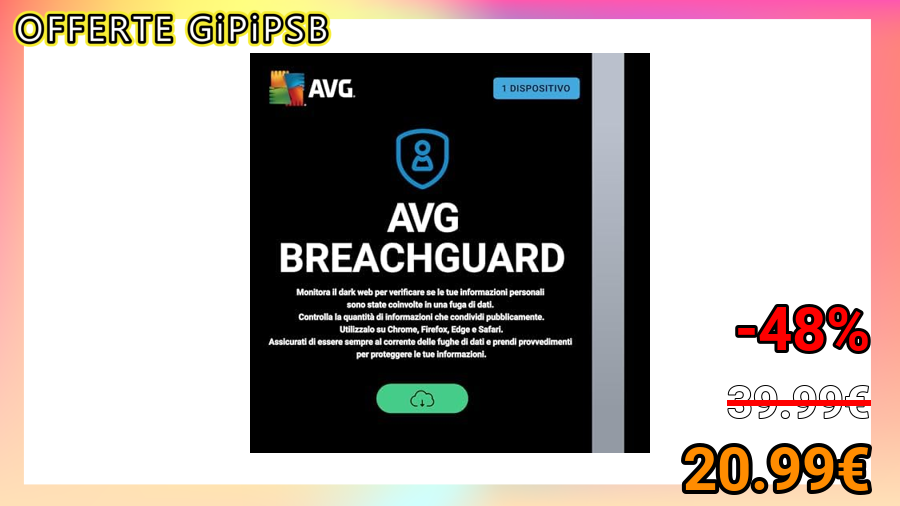 OFFERTE GiPiPSB
AVG
1 DISPOSITIVO
AVG
BREACHGUARD
Monitora il dark web per verificare se le tue informazioni personali
sono state coinvolte in una fuga di dati.
Controlla la quantità di informazioni che condividi pubblicamente.
Utilizzalo su Chrome, Firefox, Edge e Safari.
Assicurati di essere sempre al corrente delle fughe di dati e prendi provvedimenti
per proteggere le tue informazioni.
-48%
39.99€
20.99€